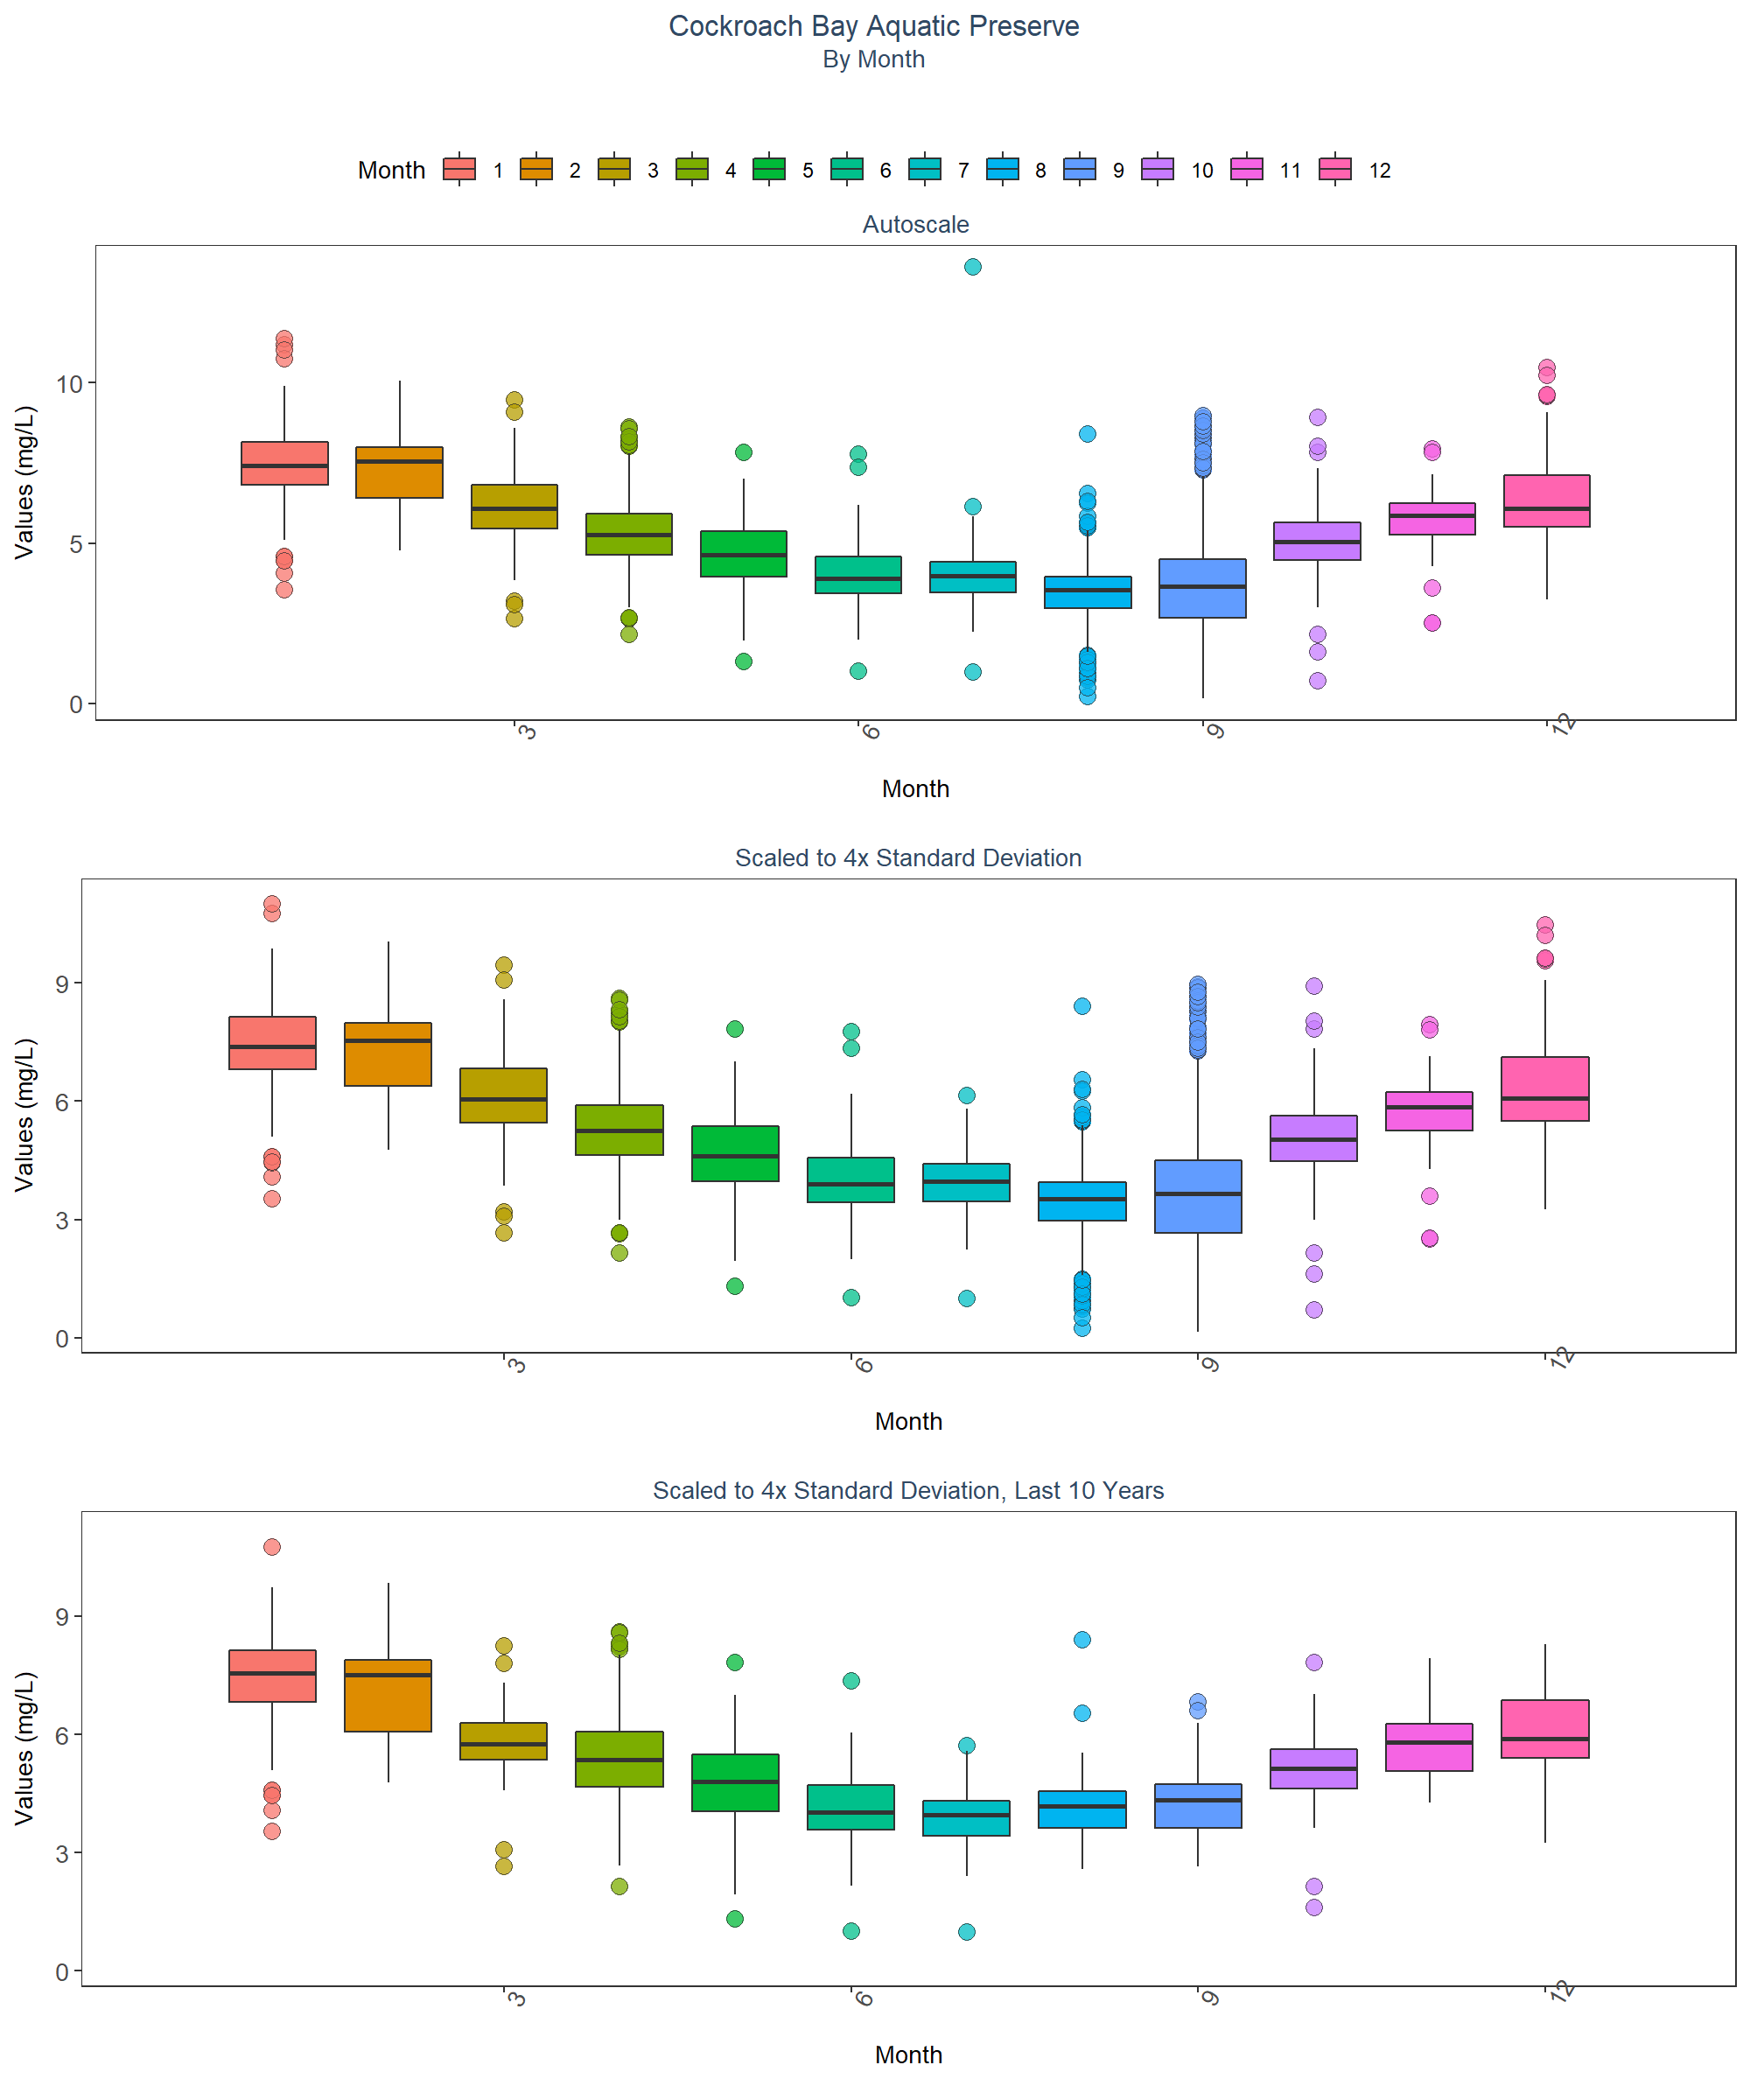 Cockroach Bay Aquatic Preserve
By Month
Month 1 2 3 4 5 6 7 8 9 10 11 12
Autoscale
Values (mg/L)
10
5
0
3 6 9 12
Month
Scaled to 4x Standard Deviation
Values (mg/L)
9
6
3
0
3 6 9 12
Month
Scaled to 4x Standard Deviation, Last 10 Years
Values (mg/L)
9
6
3
0
3 6 9 12
Month